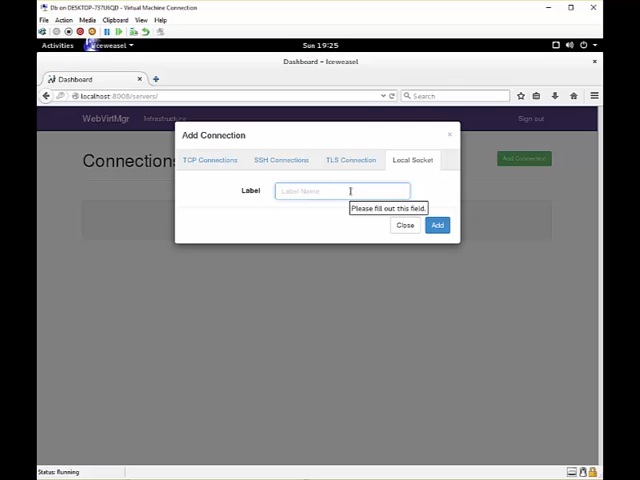 Db on DESKTOP-737U6QD - Virtual Machine Connection
File Action Media Clipboard View Help
Activities Iceweasel Sun 19:25
Dashboard - Iceweasel
Dashboard
localhost:8000/servers/ Search
WebVirtMgr Sign out
Connections Add Connection
Add Connection
TCP Connections SSH Connections TLS Connection Local Socket
Label Label Name
Please fill out this field.
Close Add
Status: Running